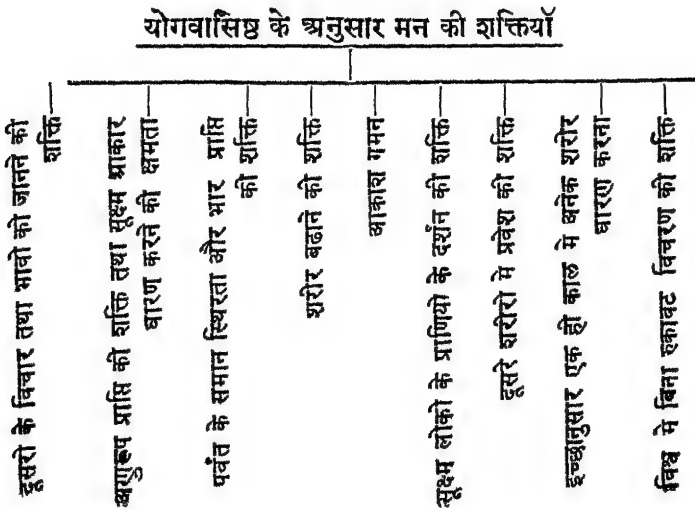 योगवासिष्ठ के अनुसार मन की शक्तियाँ
दूसरो के विचार तथा भावो को जानने की
शक्ति
अणुरूप प्राप्ति की शक्ति तथा सूक्ष्म आकार
धारण करने की क्षमता
पर्वत के समान स्थिरता और भार प्राप्ति
की शक्ति
शरीर बढाने की शक्ति
आकाश गमन
सूक्ष्म लोको के प्राणियो के दर्शन की शक्ति
दूसरे शरीरो मे प्रवेश की शक्ति
इच्छानुसार एक ही काल मे अनेक शरीर
धारण करना
विश्व मे बिना रुकावट विचरण की शक्ति